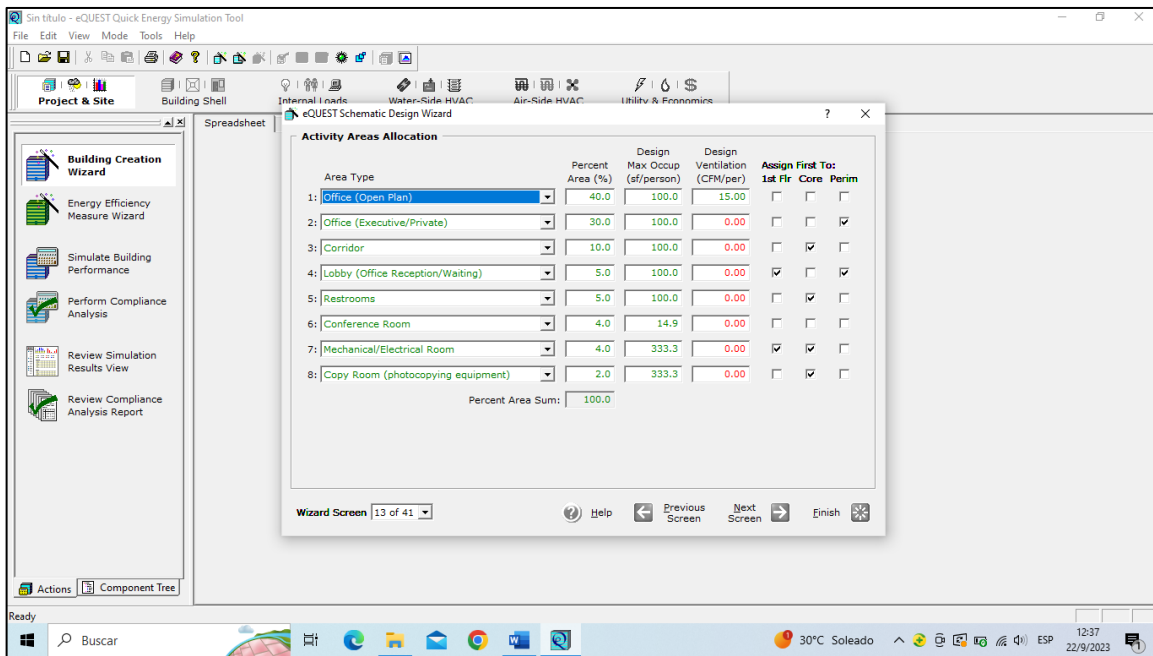 Sin título - eQUEST Quick Energy Simulation Tool
File Edit View Mode Tools Help
Project & Site Building Shell Internal Loads Water-Side HVAC Air-Side HVAC Utility & Economics
Spreadsheet
Building Creation
Wizard
Energy Efficiency
Measure Wizard
Simulate Building
Performance
Perform Compliance
Analysis
Review Simulation
Results View
Review Compliance
Analysis Report
Actions Component Tree
eQUEST Schematic Design Wizard ?
Activity Areas Allocation
Design Design
Percent Max Occup Ventilation Assign First To:
Area Type Area (%) (sf/person) (CFM/per) 1st Flr Core Perim
1: Office (Open Plan) 40.0 100.0 15.00
2: Office (Executive/Private) 30.0 100.0 0.00
3: Corridor 10.0 100.0 0.00
4: Lobby (Office Reception/Waiting) 5.0 100.0 0.00
5: Restrooms 5.0 100.0 0.00
6: Conference Room 4.0 14.9 0.00
7: Mechanical/Electrical Room 4.0 333.3 0.00
8: Copy Room (photocopying equipment) 2.0 333.3 0.00
Percent Area Sum: 100.0
Wizard Screen 13 of 41 Help Previous
Screen Next
Screen Finish
Ready
Buscar 30°C Soleado ESP 12:37
22/9/2023